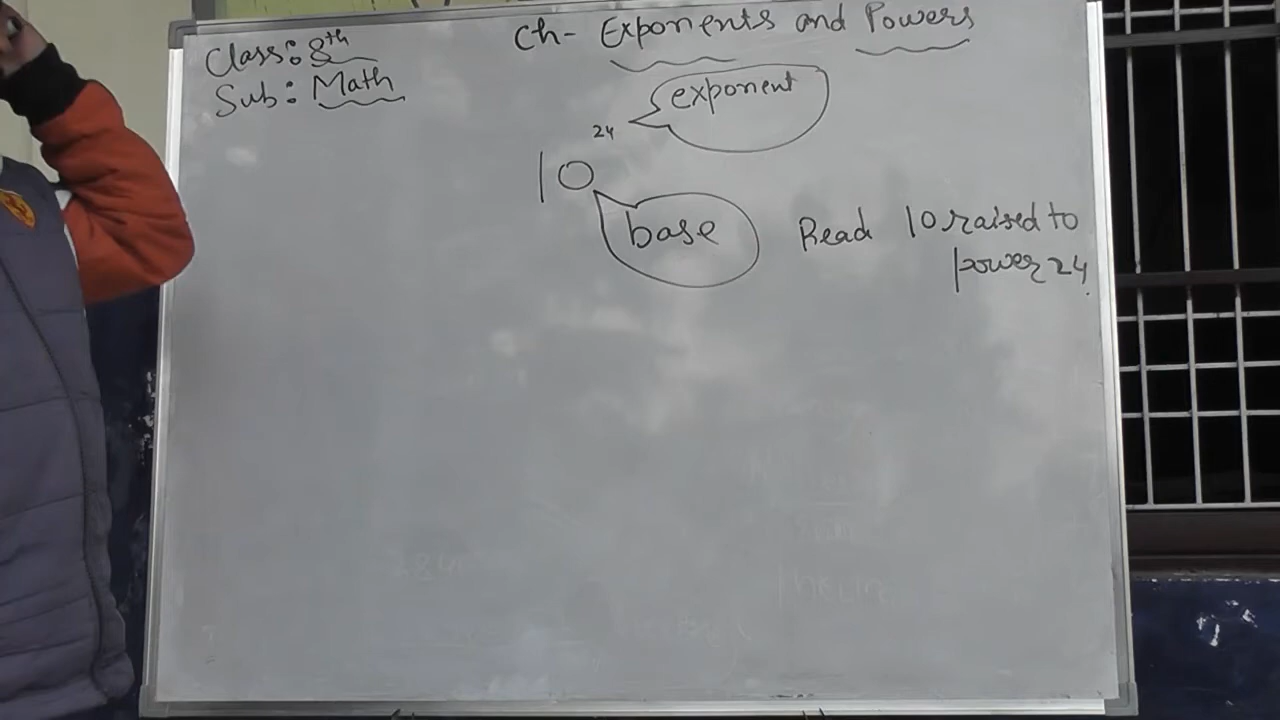 Class: 8th
Sub: Math
Ch- Exponents and Powers
exponent
10^24
base
Read 10 raised to
power 24.